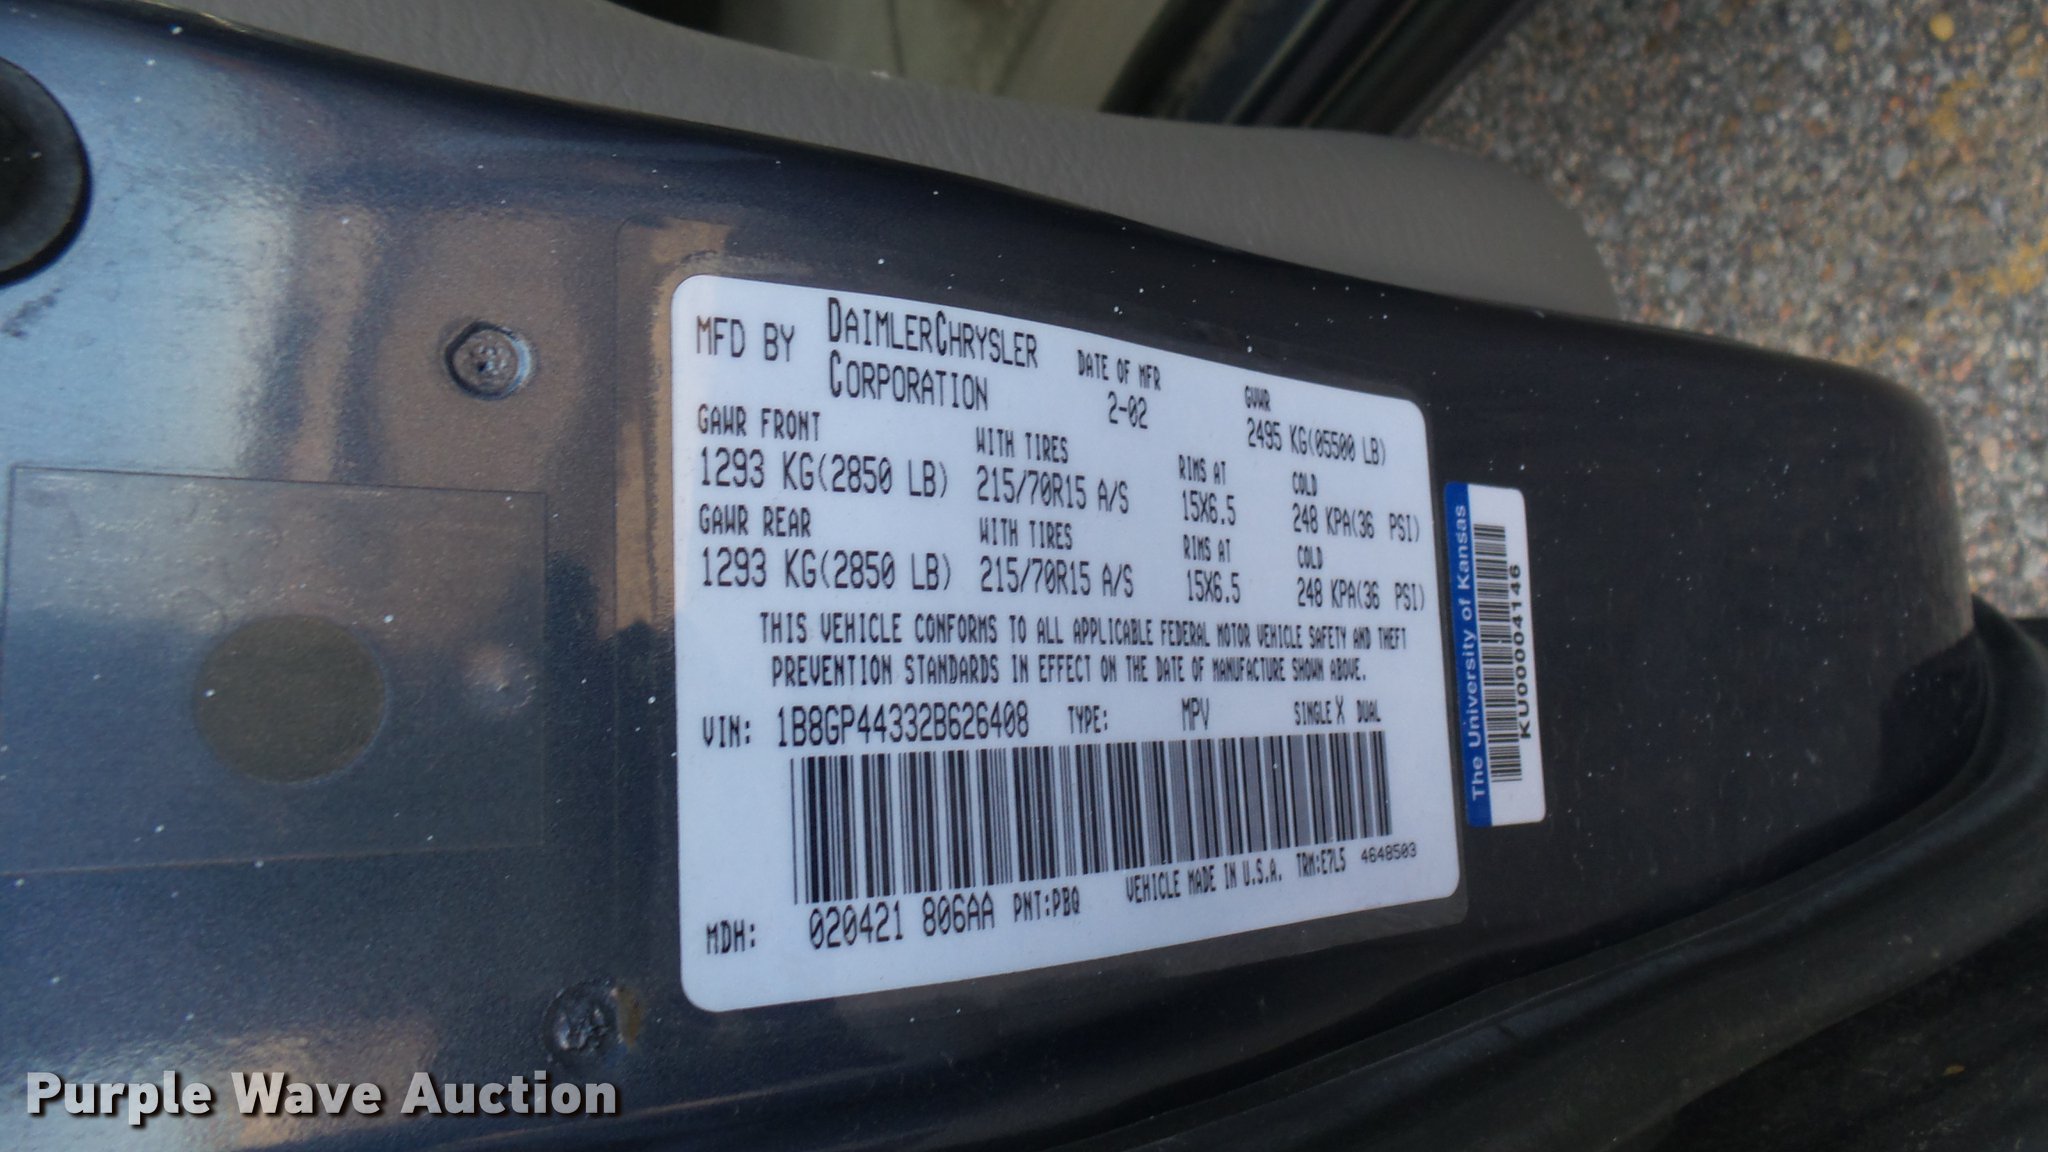 MFD BY DAIMLERCHRYSLER CORPORATION
DATE OF MFR 2-02
GVWR 2495 KG(05500 LB)
GAWR FRONT WITH TIRES RIMS AT COLD
1293 KG(2850 LB) 215/70R15 A/S 15X6.5 248 KPA(36 PSI)
GAWR REAR WITH TIRES RIMS AT COLD
1293 KG(2850 LB) 215/70R15 A/S 15X6.5 248 KPA(36 PSI)
THIS VEHICLE CONFORMS TO ALL APPLICABLE FEDERAL MOTOR VEHICLE SAFETY AND THEFT
PREVENTION STANDARDS IN EFFECT ON THE DATE OF MANUFACTURE SHOWN ABOVE.
VIN: 1B8GP44332B626408 TYPE: MPV SINGLE X DUAL
MDH: 020421 806AA PNT:PBQ VEHICLE MADE IN U.S.A. TRM:E7L5 4648503
The University of Kansas
KU000004146
Purple Wave Auction